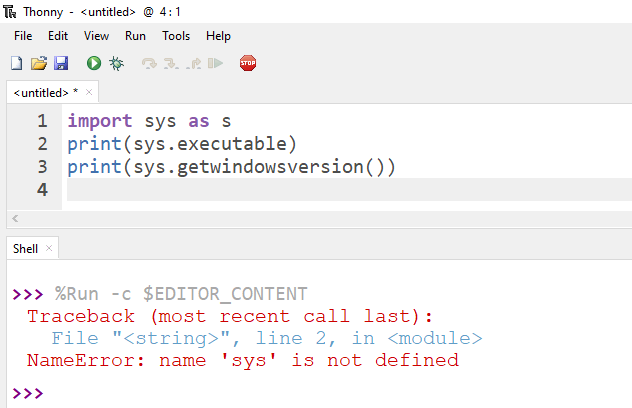 Thonny - <untitled> @ 4:1
File Edit View Run Tools Help
STOP
<untitled> *
1 import sys as s
2 print(sys.executable)
3 print(sys.getwindowsversion())
4
Shell
>>> %Run -c $EDITOR_CONTENT
Traceback (most recent call last):
File "<string>", line 2, in <module>
NameError: name 'sys' is not defined
>>>